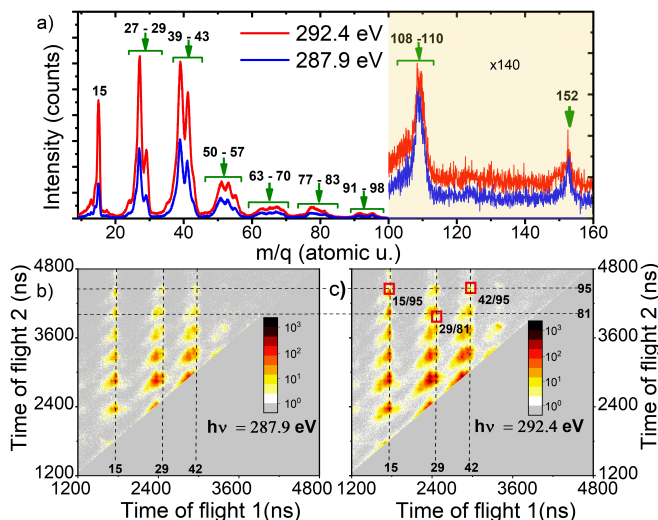 a)
27 - 29
39 - 43
292.4 eV
287.9 eV
108 -110
x140
15
152
50 - 57
63 - 70
77 - 83
91 - 98
Intensity (counts)
20 40 60 80 100 120 140 160
m/q (atomic u.)
b)
4800
3600
2400
1200
Time of flight 2 (ns)
10³
10²
10¹
10⁰
hν = 287.9 eV
15 29 42
1200 2400 3600 4800
Time of flight 1(ns)
c)
4800
3600
2400
1200
Time of flight 2 (ns)
15/95
42/95
29/81
95
81
10³
10²
10¹
10⁰
hν = 292.4 eV
15 29 42
1200 2400 3600 4800
Time of flight 1(ns)